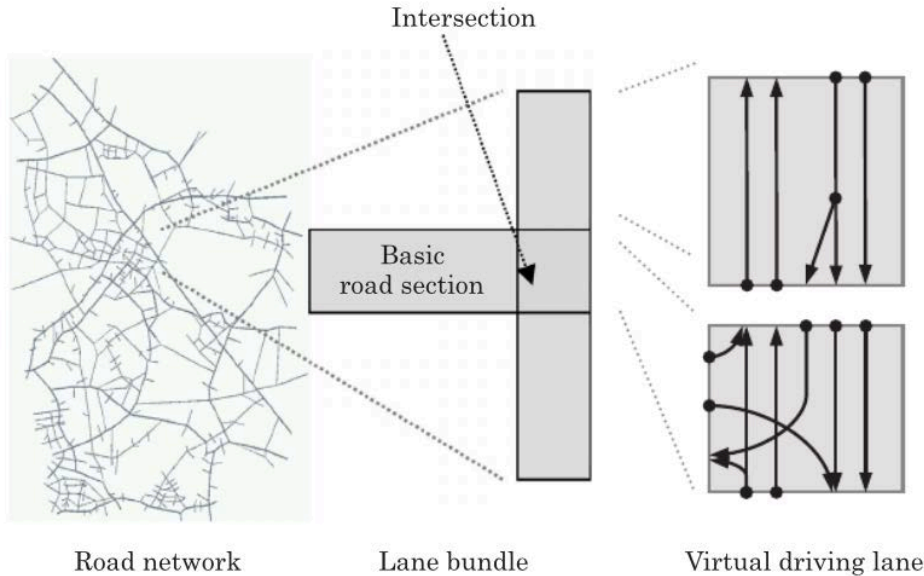 Intersection
Basic
road section
Road network
Lane bundle
Virtual driving lane